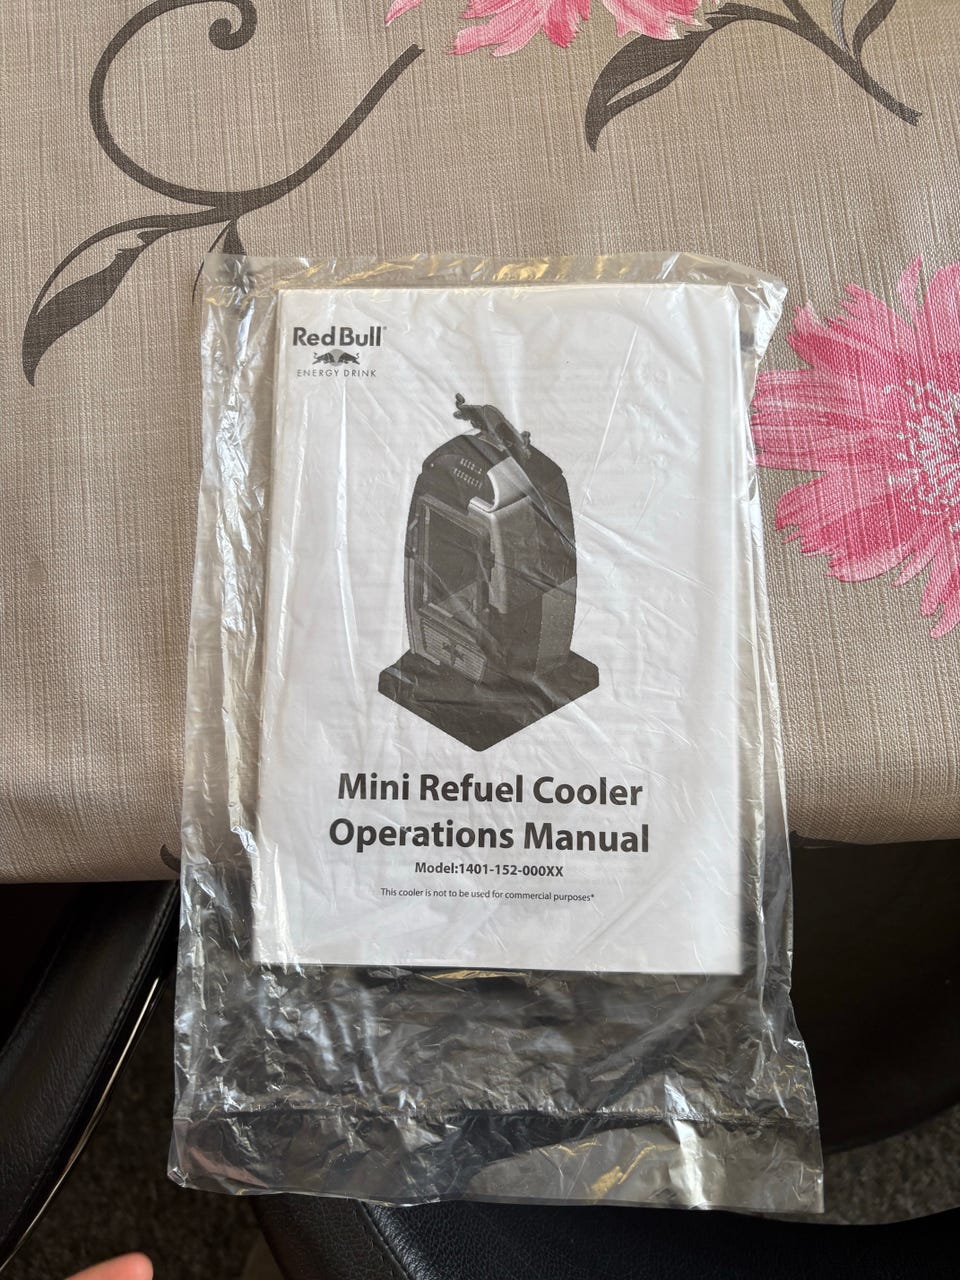 Red Bull®
ENERGY DRINK
Mini Refuel Cooler
Operations Manual
Model:1401-152-000XX
This cooler is not to be used for commercial purposes*